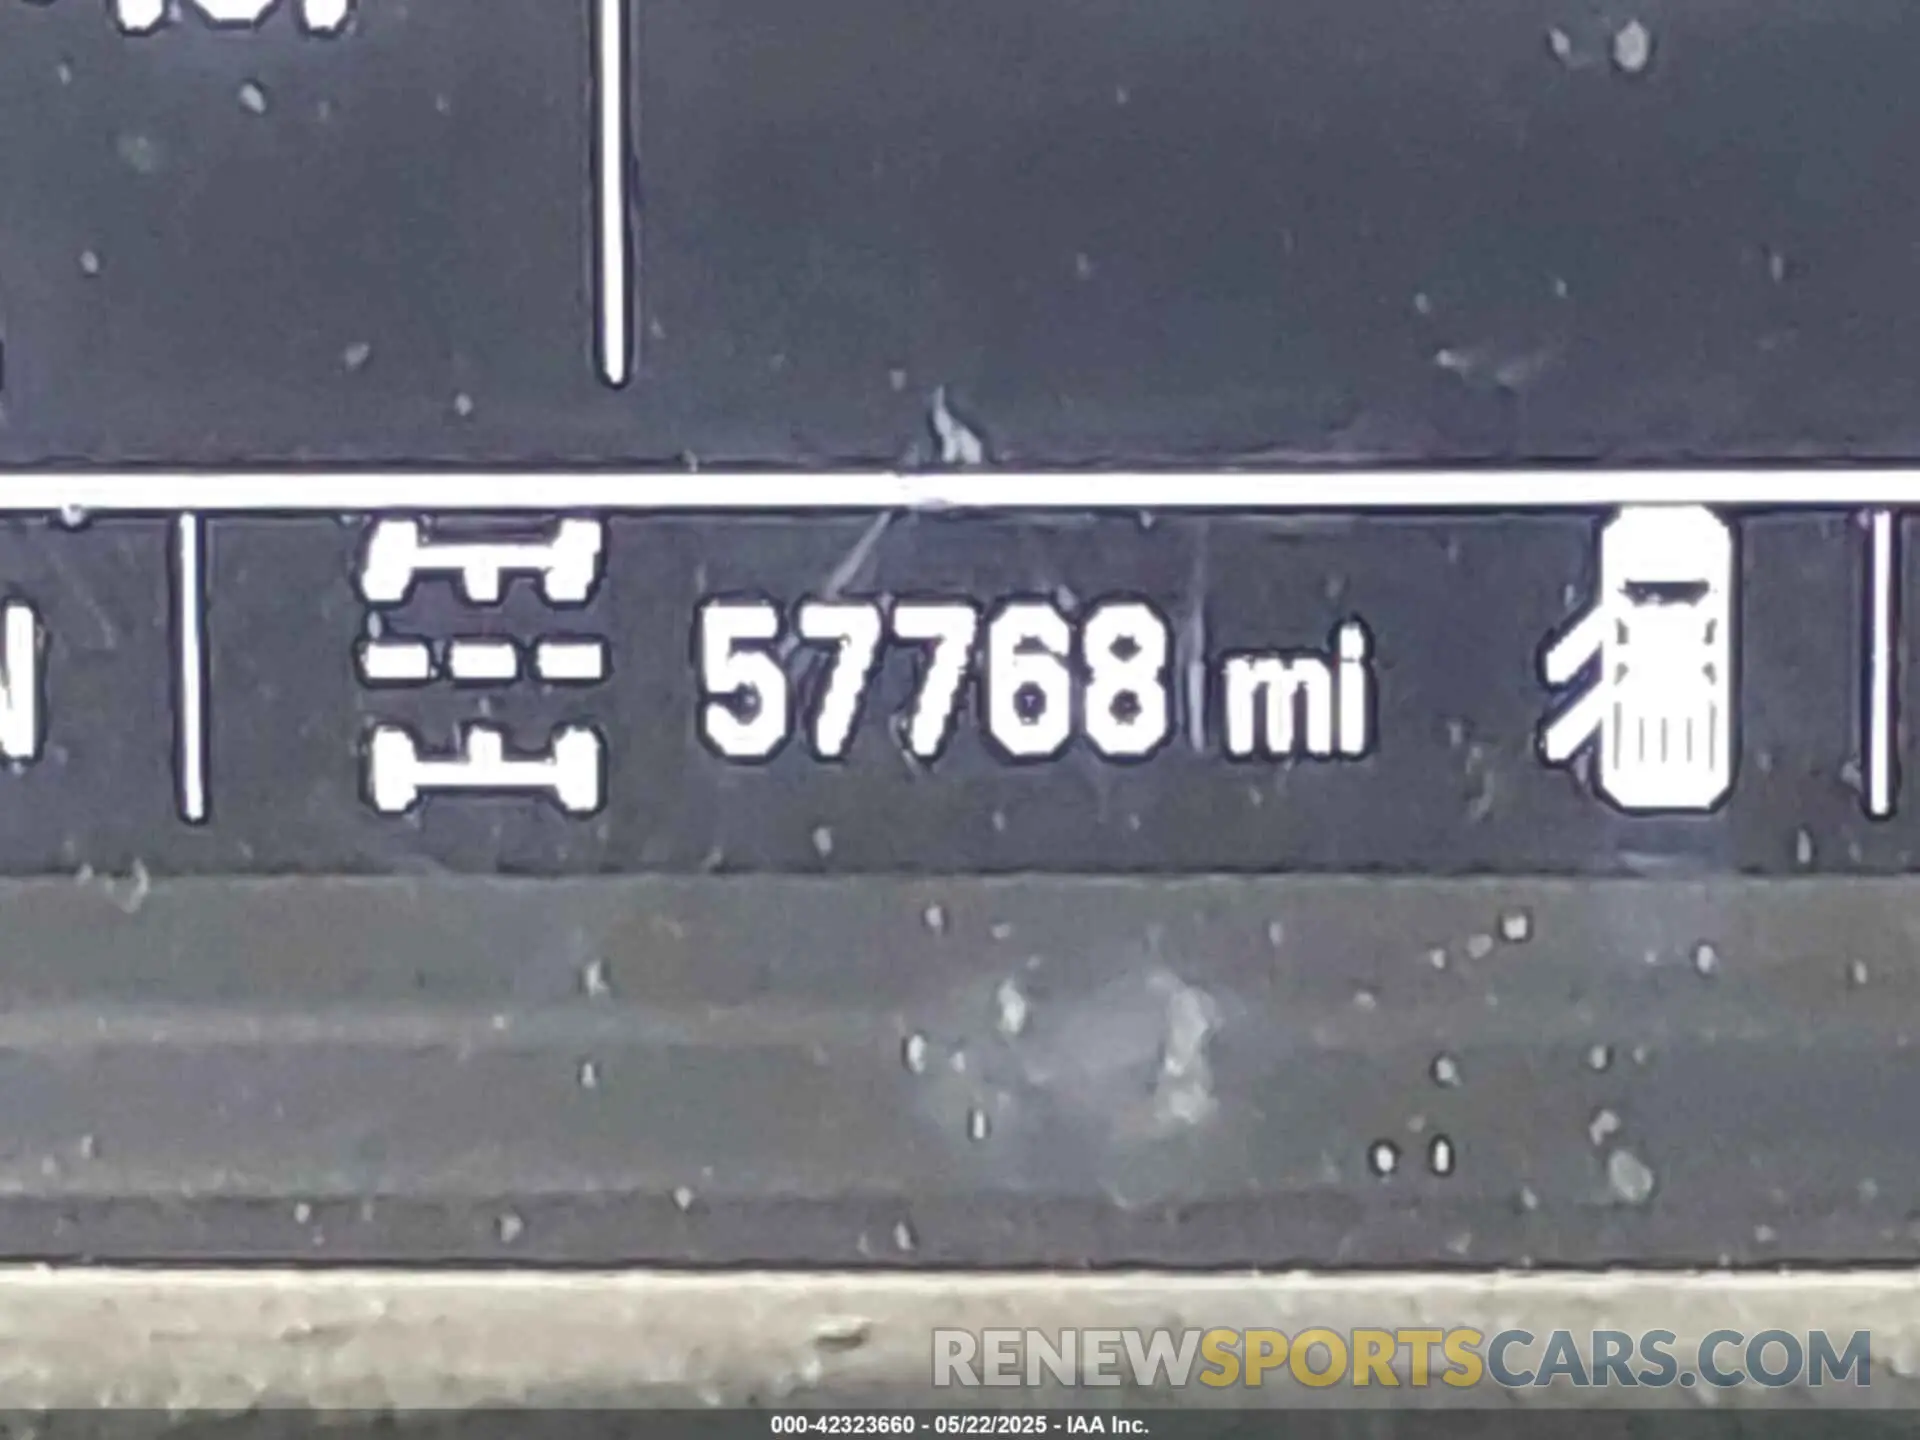 N
57768 mi
RENEWSPORTSCARS.COM
000-42323660 - 05/22/2025 - IAA Inc.